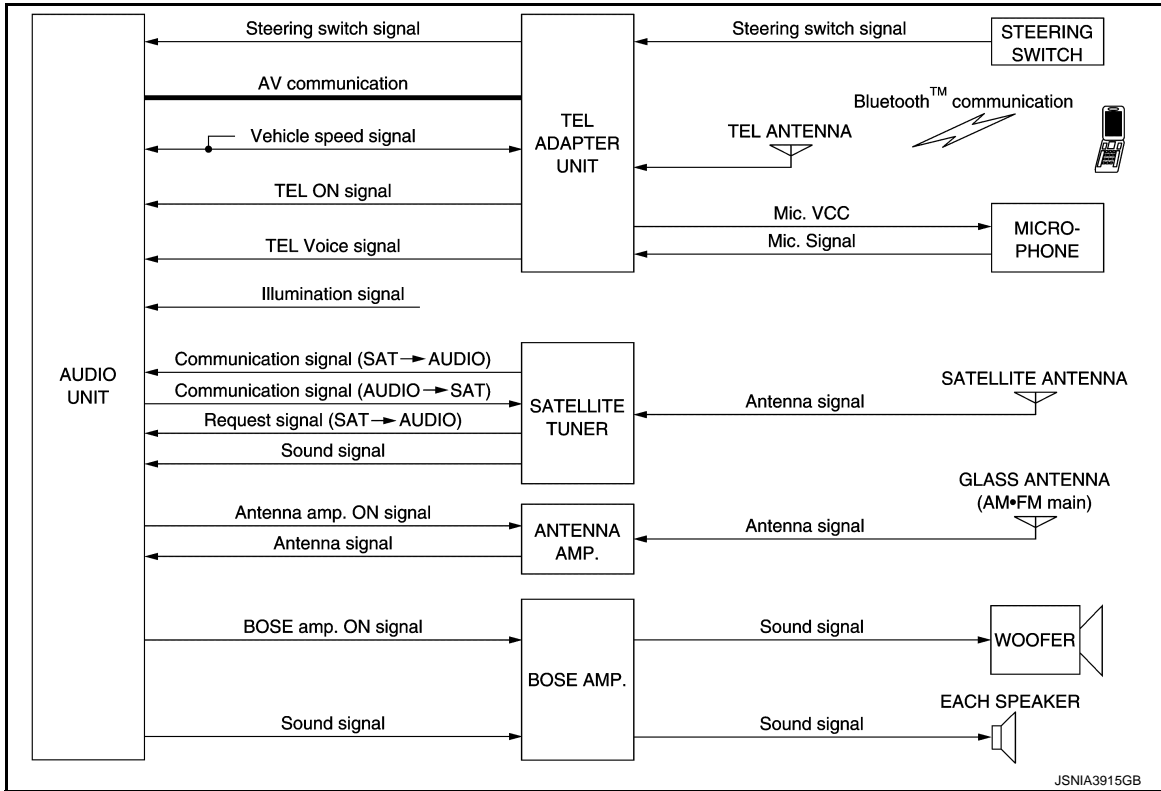 Steering switch signal
Steering switch signal
STEERING
SWITCH
AV communication
Bluetooth™ communication
TEL
ADAPTER
UNIT
TEL ANTENNA
Vehicle speed signal
TEL ON signal
Mic. VCC
MICRO-
PHONE
Mic. Signal
TEL Voice signal
Illumination signal
AUDIO
UNIT
Communication signal (SAT→AUDIO)
Communication signal (AUDIO→SAT)
Request signal (SAT→AUDIO)
Sound signal
SATELLITE
TUNER
Antenna signal
SATELLITE ANTENNA
GLASS ANTENNA
(AM•FM main)
Antenna amp. ON signal
Antenna signal
ANTENNA
AMP.
Antenna signal
BOSE amp. ON signal
Sound signal
WOOFER
BOSE AMP.
EACH SPEAKER
Sound signal
Sound signal
JSNIA3915GB